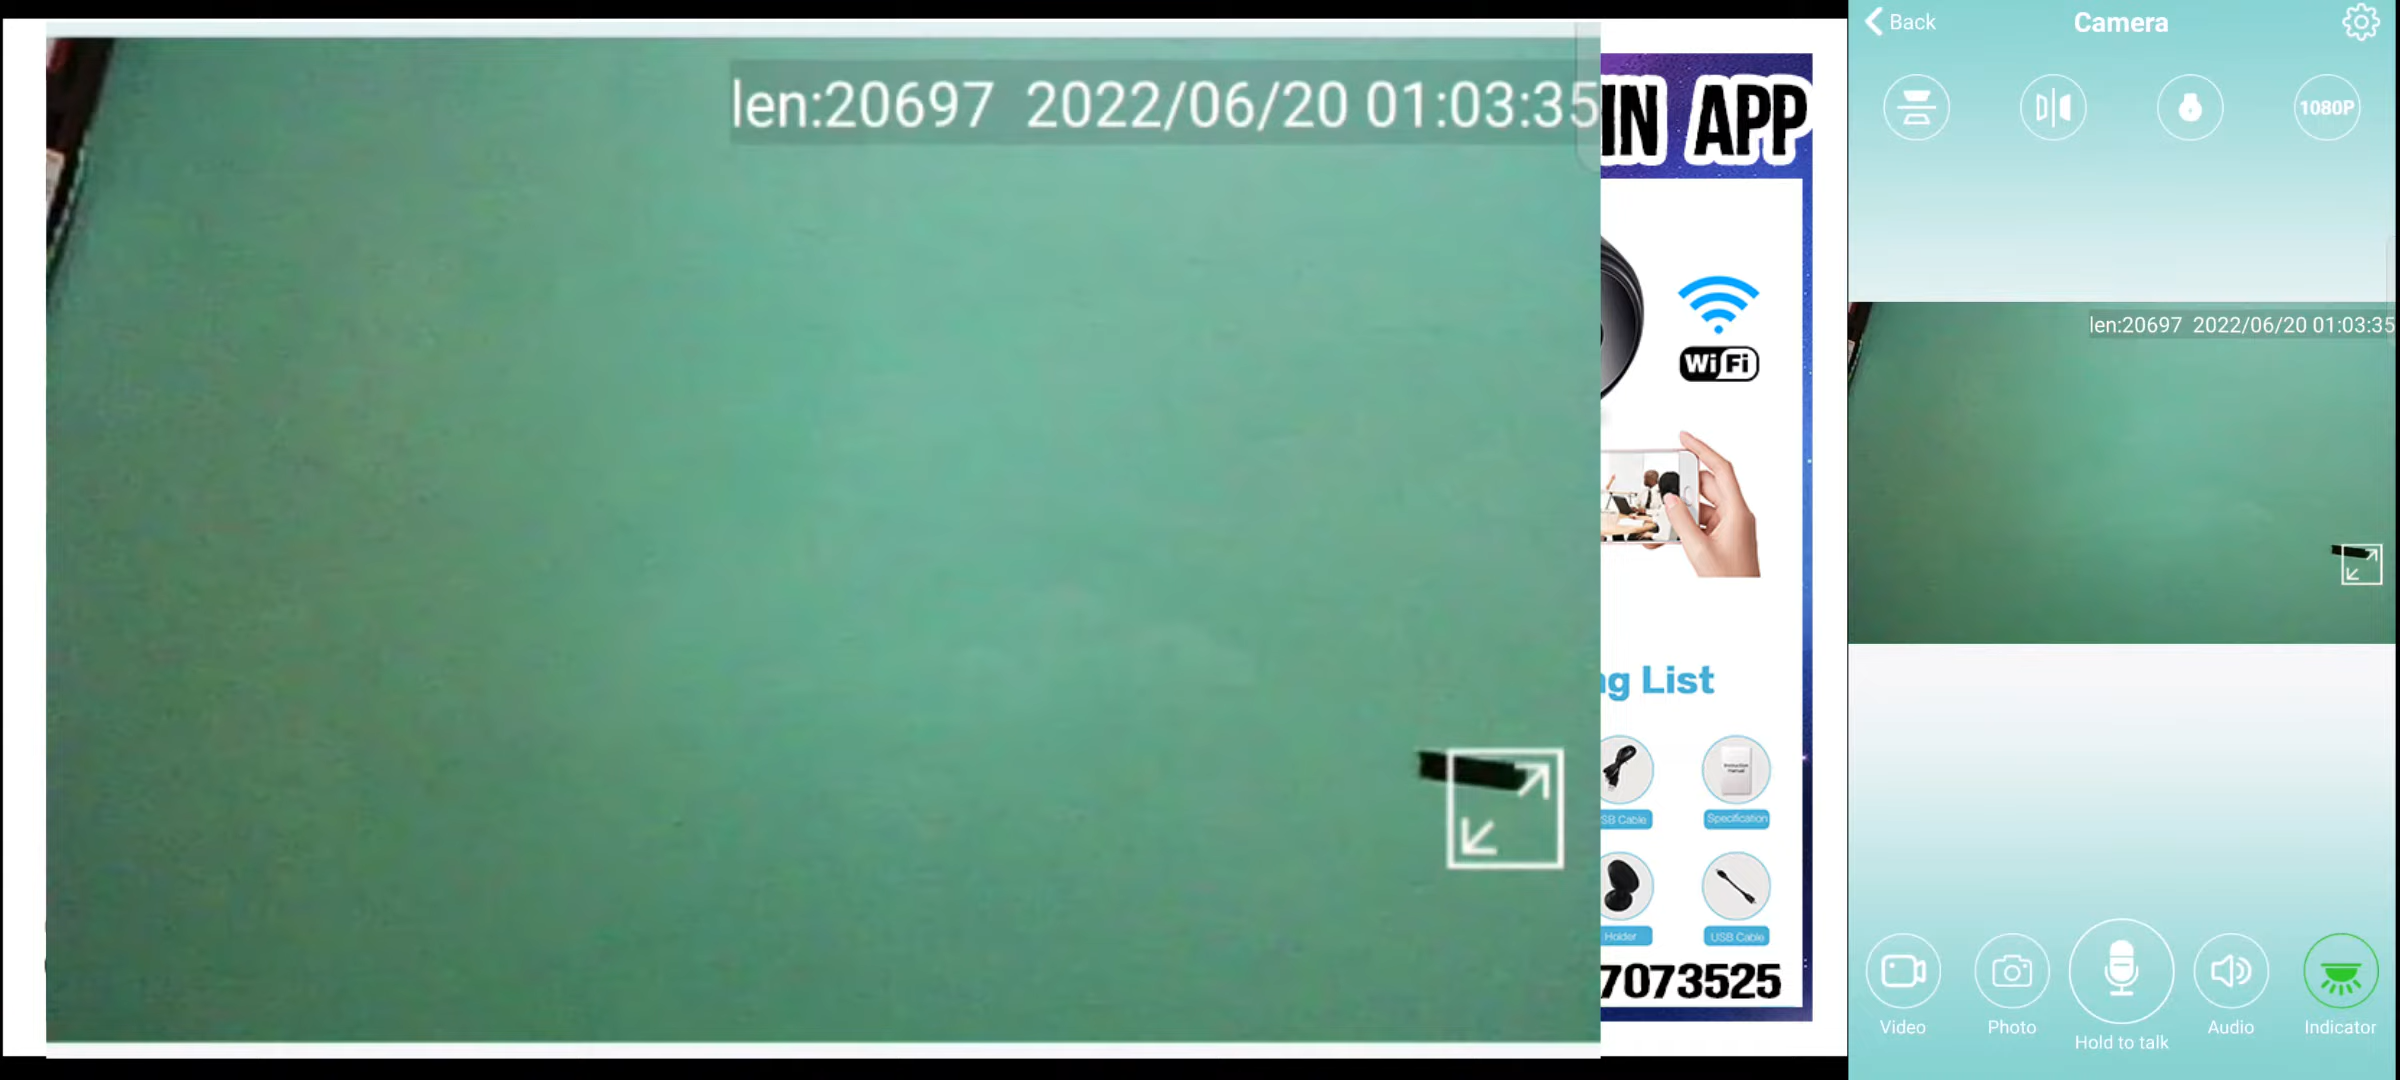 len:20697 2022/06/20 01:03:35
IN APP
WiFi
g List
SB Cable
Specification
Holder
USB Cable
7073525
Back
Camera
1080P
len:20697 2022/06/20 01:03:35
Video
Photo
Hold to talk
Audio
Indicator